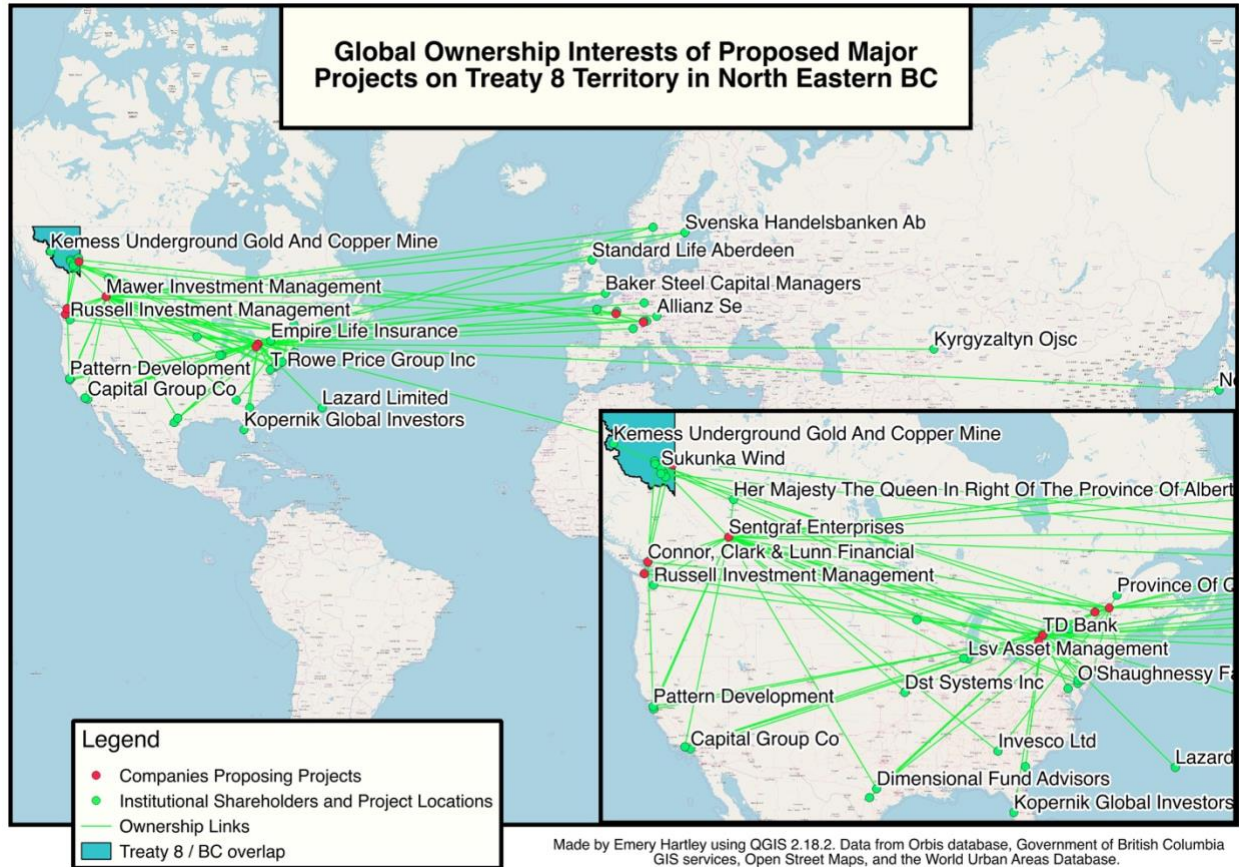 Global Ownership Interests of Proposed Major
Projects on Treaty 8 Territory in North Eastern BC
Svenska Handelsbanken Ab
Kemess Underground Gold And Copper Mine
Standard Life Aberdeen
Mawer Investment Management
Baker Steel Capital Managers
Russell Investment Management
Allianz Se
Empire Life Insurance
Kyrgyzaltyn Ojsc
T Rowe Price Group Inc
Pattern Development
Capital Group Co
Lazard Limited
Kopernik Global Investors
Kemess Underground Gold And Copper Mine
Sukunka Wind
Her Majesty The Queen In Right Of The Province Of Albert
Sentgraf Enterprises
Connor, Clark & Lunn Financial
Russell Investment Management
Province Of
TD Bank
Lsv Asset Management
O'Shaughnessy
Dst Systems Inc
Pattern Development
Capital Group Co
Invesco Ltd
Lazard
Dimensional Fund Advisors
Kopernik Global Investors
Legend
Companies Proposing Projects
Institutional Shareholders and Project Locations
Ownership Links
Treaty 8 / BC overlap
Made by Emery Hartley using QGIS 2.18.2. Data from Orbis database, Government of British Columbia
GIS services, Open Street Maps, and the World Urban Areas Database.